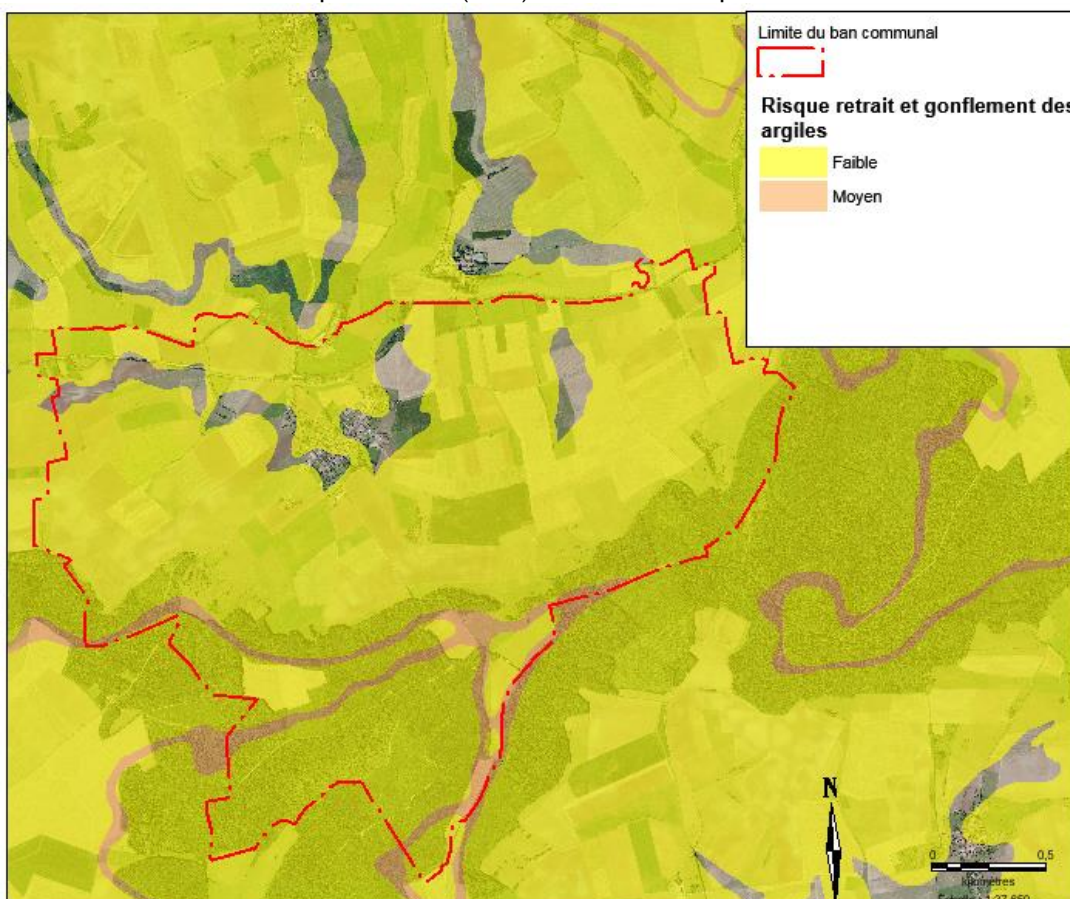 Limite du ban communal
Risque retrait et gonflement des
argiles
Faible
Moyen
N
0 0,5
kilomètres